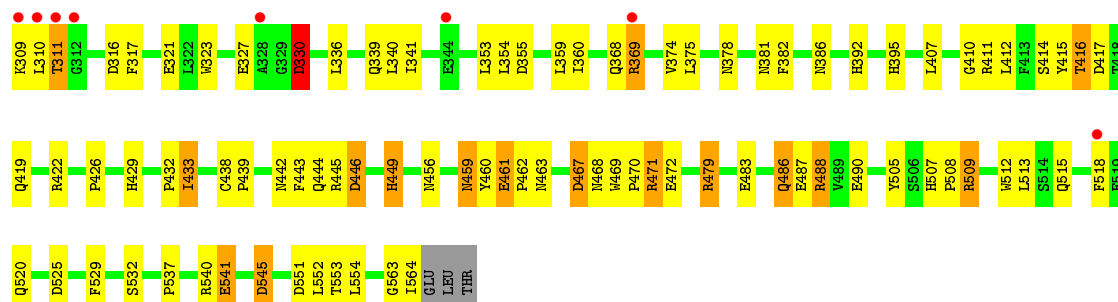 K309 L310 T311 G312 D316 F317 E321 L322 W323 E327 A328 G329 D330 L336 Q339 L340 I341 E344 L353 L354 D355 L359 I360 Q368 R369 V374 L375 N378 N381 F382 N386 H392 H395 L407 G410 R411 L412 F413 S414 Y415 T416 D417 T418
Q419 R422 P426 H429 P432 I433 C438 P439 N442 F443 Q444 R445 D446 H449 N456 N459 Y460 E461 P462 N463 D467 N468 W469 P470 R471 E472 R479 E483 Q486 E487 R488 V489 E490 Y505 S506 H507 P508 R509 W512 L513 S514 Q515 F518 E519
Q520 D525 F529 S532 P537 R540 E541 D545 D551 L552 T553 L554 G563 I564 GLU LEU THR